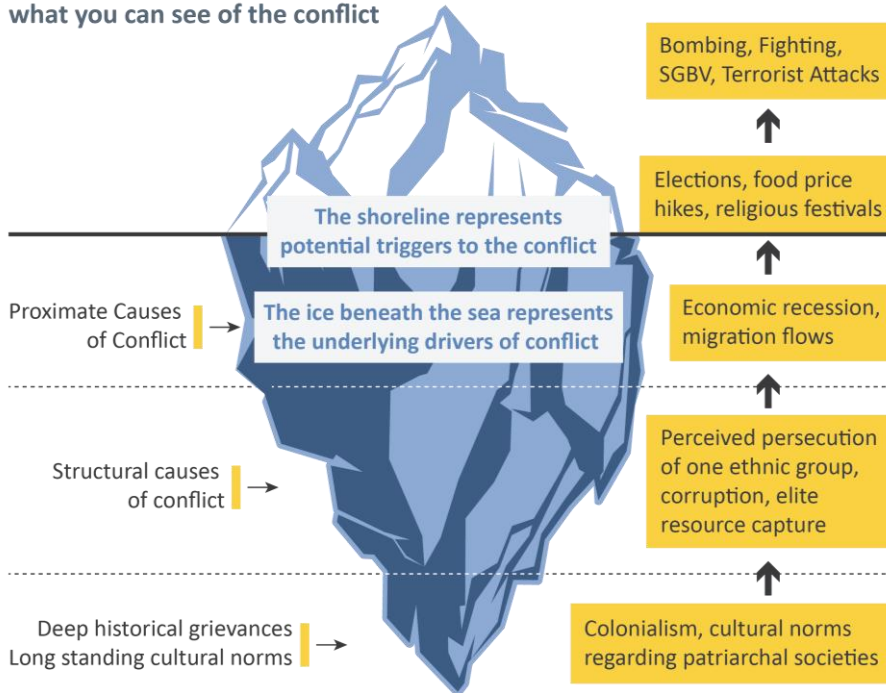 what you can see of the conflict
Bombing, Fighting,
SGBV, Terrorist Attacks
Elections, food price
hikes, religious festivals
The shoreline represents
potential triggers to the conflict
Proximate Causes
of Conflict
The ice beneath the sea represents
the underlying drivers of conflict
Economic recession,
migration flows
Structural causes
of conflict
Perceived persecution
of one ethnic group,
corruption, elite
resource capture
Deep historical grievances
Long standing cultural norms
Colonialism, cultural norms
regarding patriarchal societies